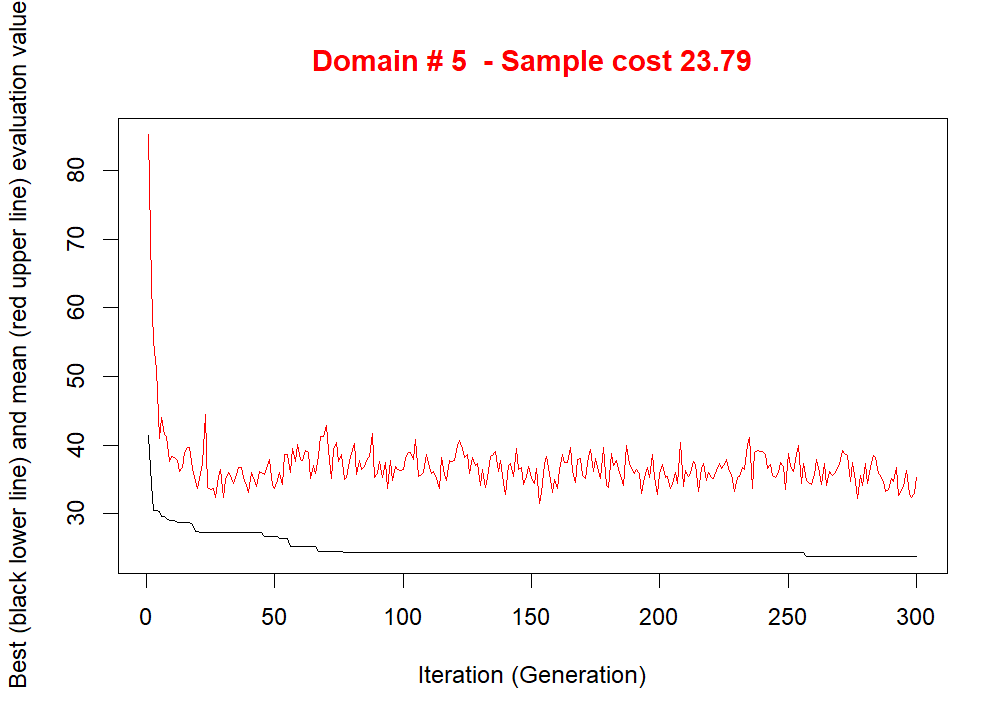 Domain # 5  - Sample cost 23.79
Best (black lower line) and mean (red upper line) evaluation value
80
70
60
50
40
30
0 50 100 150 200 250 300
Iteration (Generation)